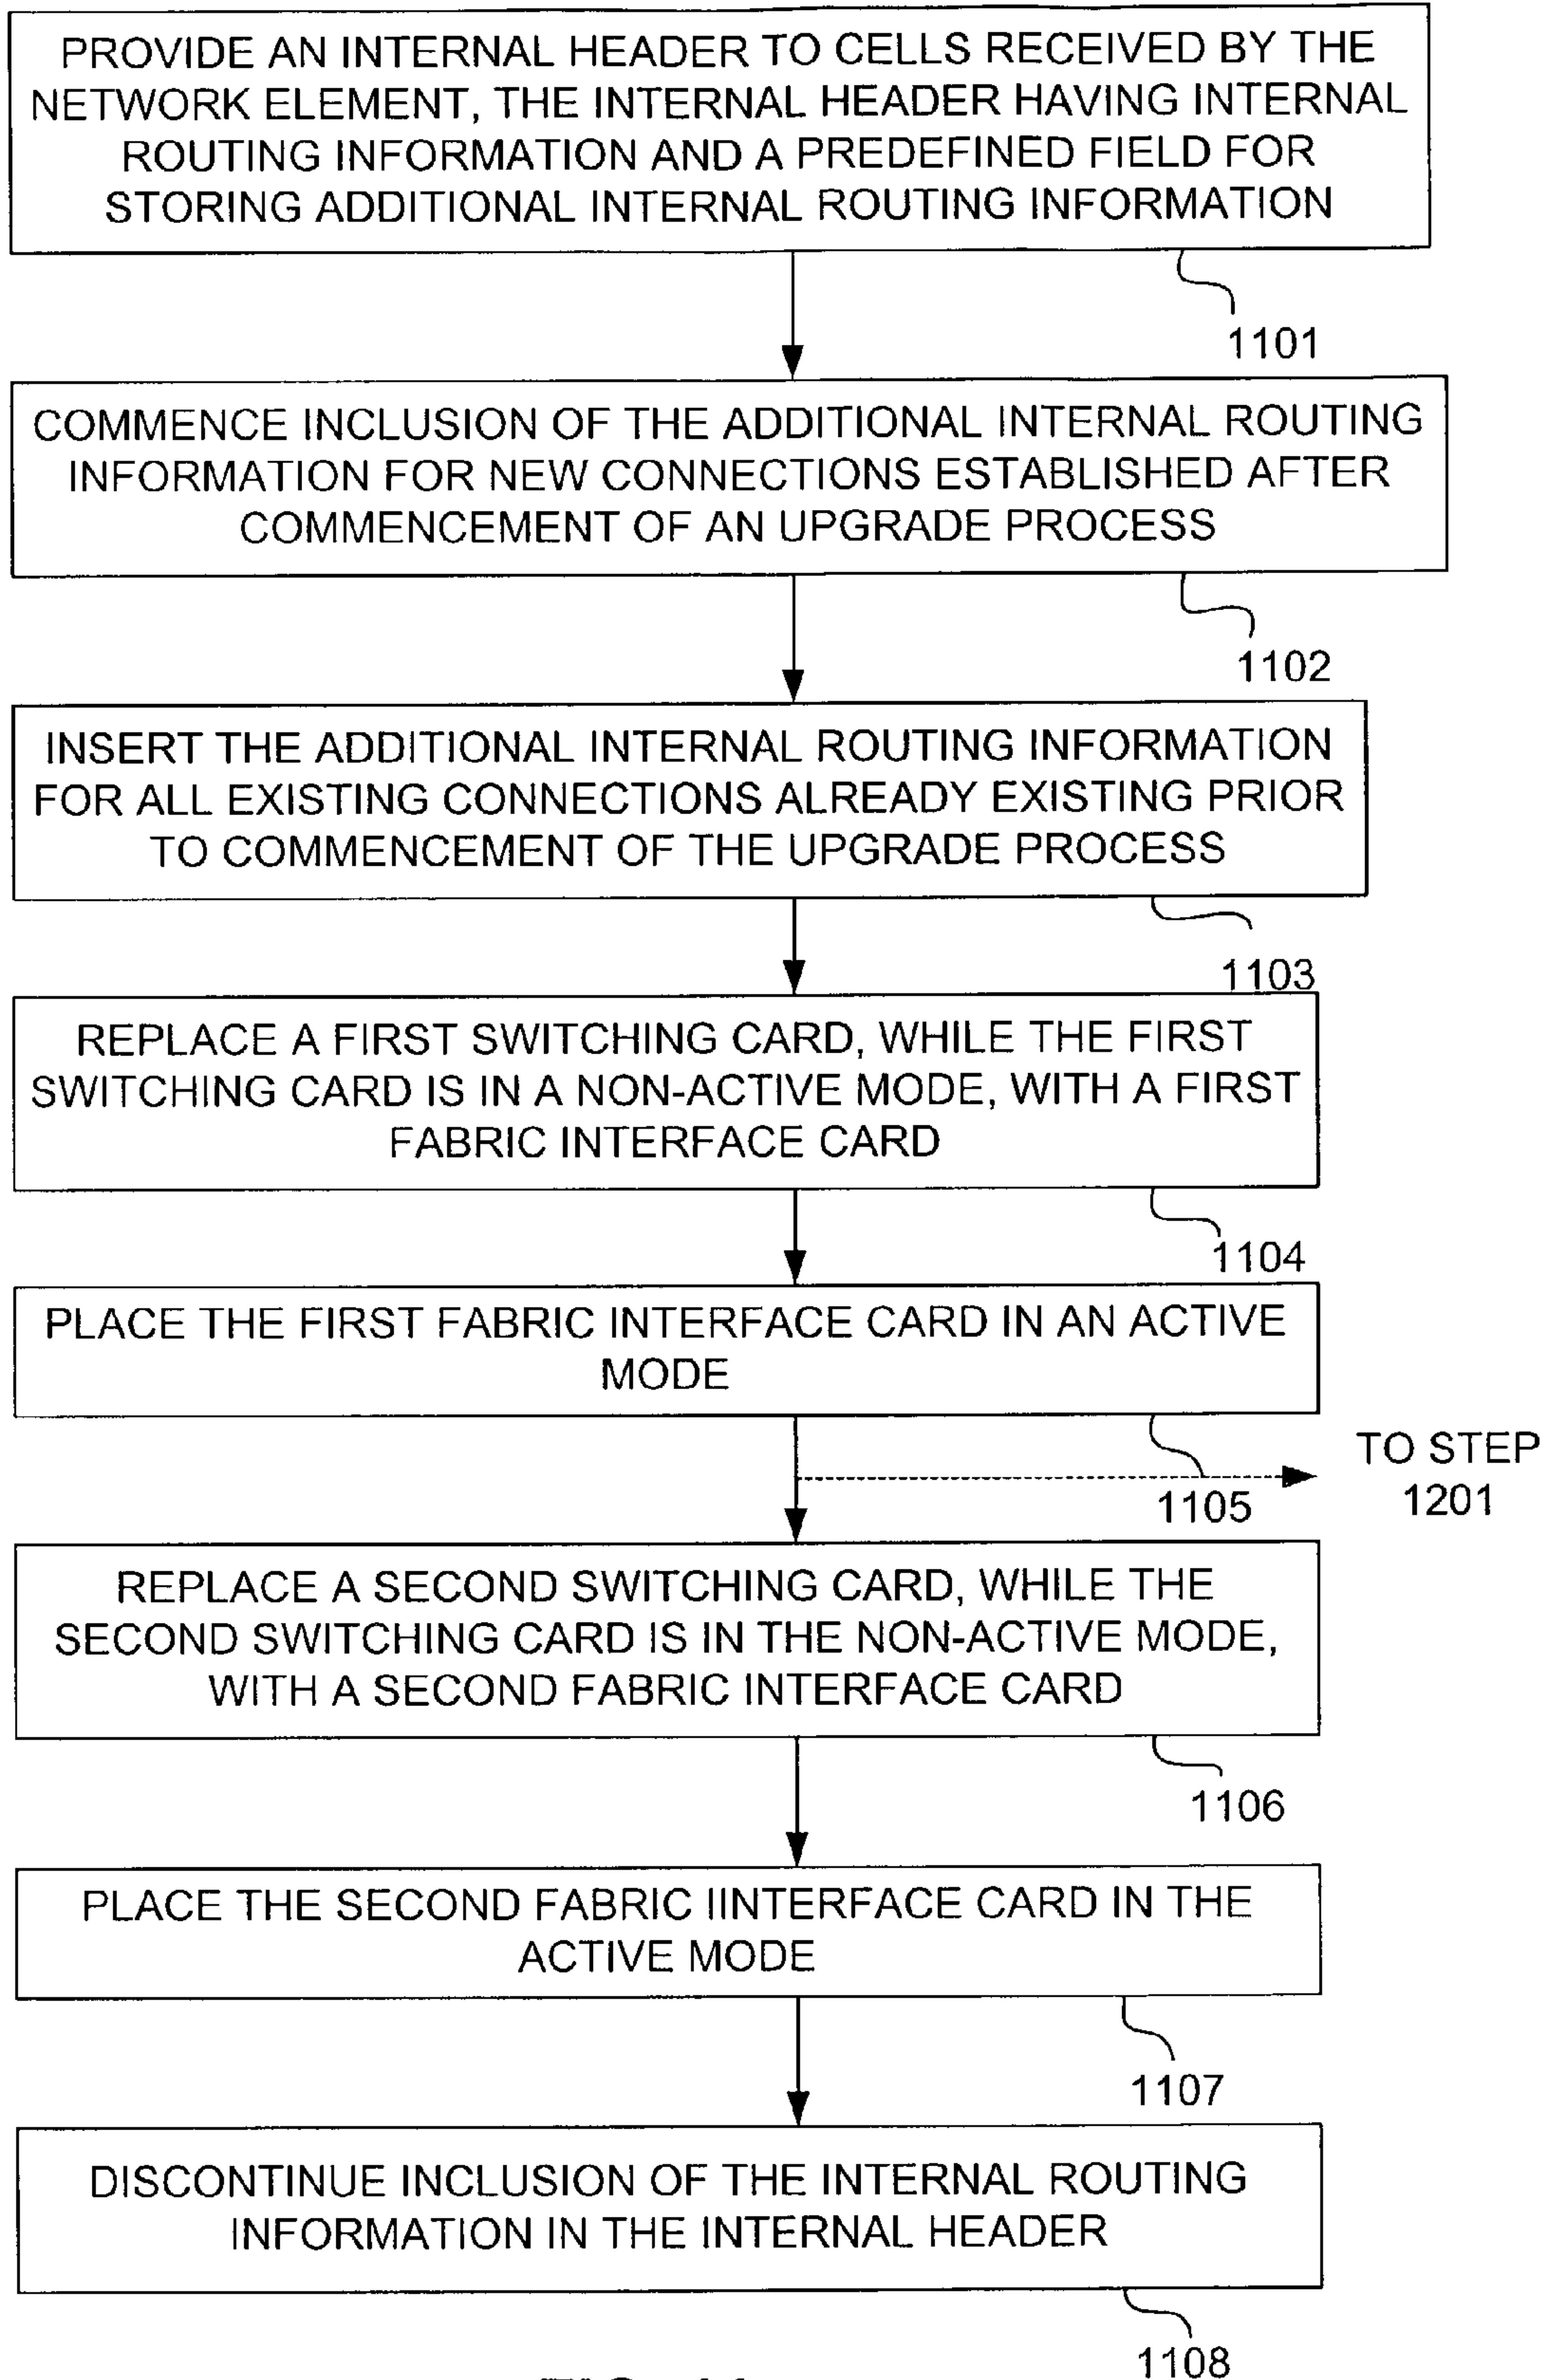 PROVIDE AN INTERNAL HEADER TO CELLS RECEIVED BY THE
NETWORK ELEMENT, THE INTERNAL HEADER HAVING INTERNAL
ROUTING INFORMATION AND A PREDEFINED FIELD FOR
STORING ADDITIONAL INTERNAL ROUTING INFORMATION
1101
COMMENCE INCLUSION OF THE ADDITIONAL INTERNAL ROUTING
INFORMATION FOR NEW CONNECTIONS ESTABLISHED AFTER
COMMENCEMENT OF AN UPGRADE PROCESS
1102
INSERT THE ADDITIONAL INTERNAL ROUTING INFORMATION
FOR ALL EXISTING CONNECTIONS ALREADY EXISTING PRIOR
TO COMMENCEMENT OF THE UPGRADE PROCESS
1103
REPLACE A FIRST SWITCHING CARD, WHILE THE FIRST
SWITCHING CARD IS IN A NON-ACTIVE MODE, WITH A FIRST
FABRIC INTERFACE CARD
1104
PLACE THE FIRST FABRIC INTERFACE CARD IN AN ACTIVE
MODE
TO STEP
1201
1105
REPLACE A SECOND SWITCHING CARD, WHILE THE
SECOND SWITCHING CARD IS IN THE NON-ACTIVE MODE,
WITH A SECOND FABRIC INTERFACE CARD
1106
PLACE THE SECOND FABRIC IINTERFACE CARD IN THE
ACTIVE MODE
1107
DISCONTINUE INCLUSION OF THE INTERNAL ROUTING
INFORMATION IN THE INTERNAL HEADER
1108